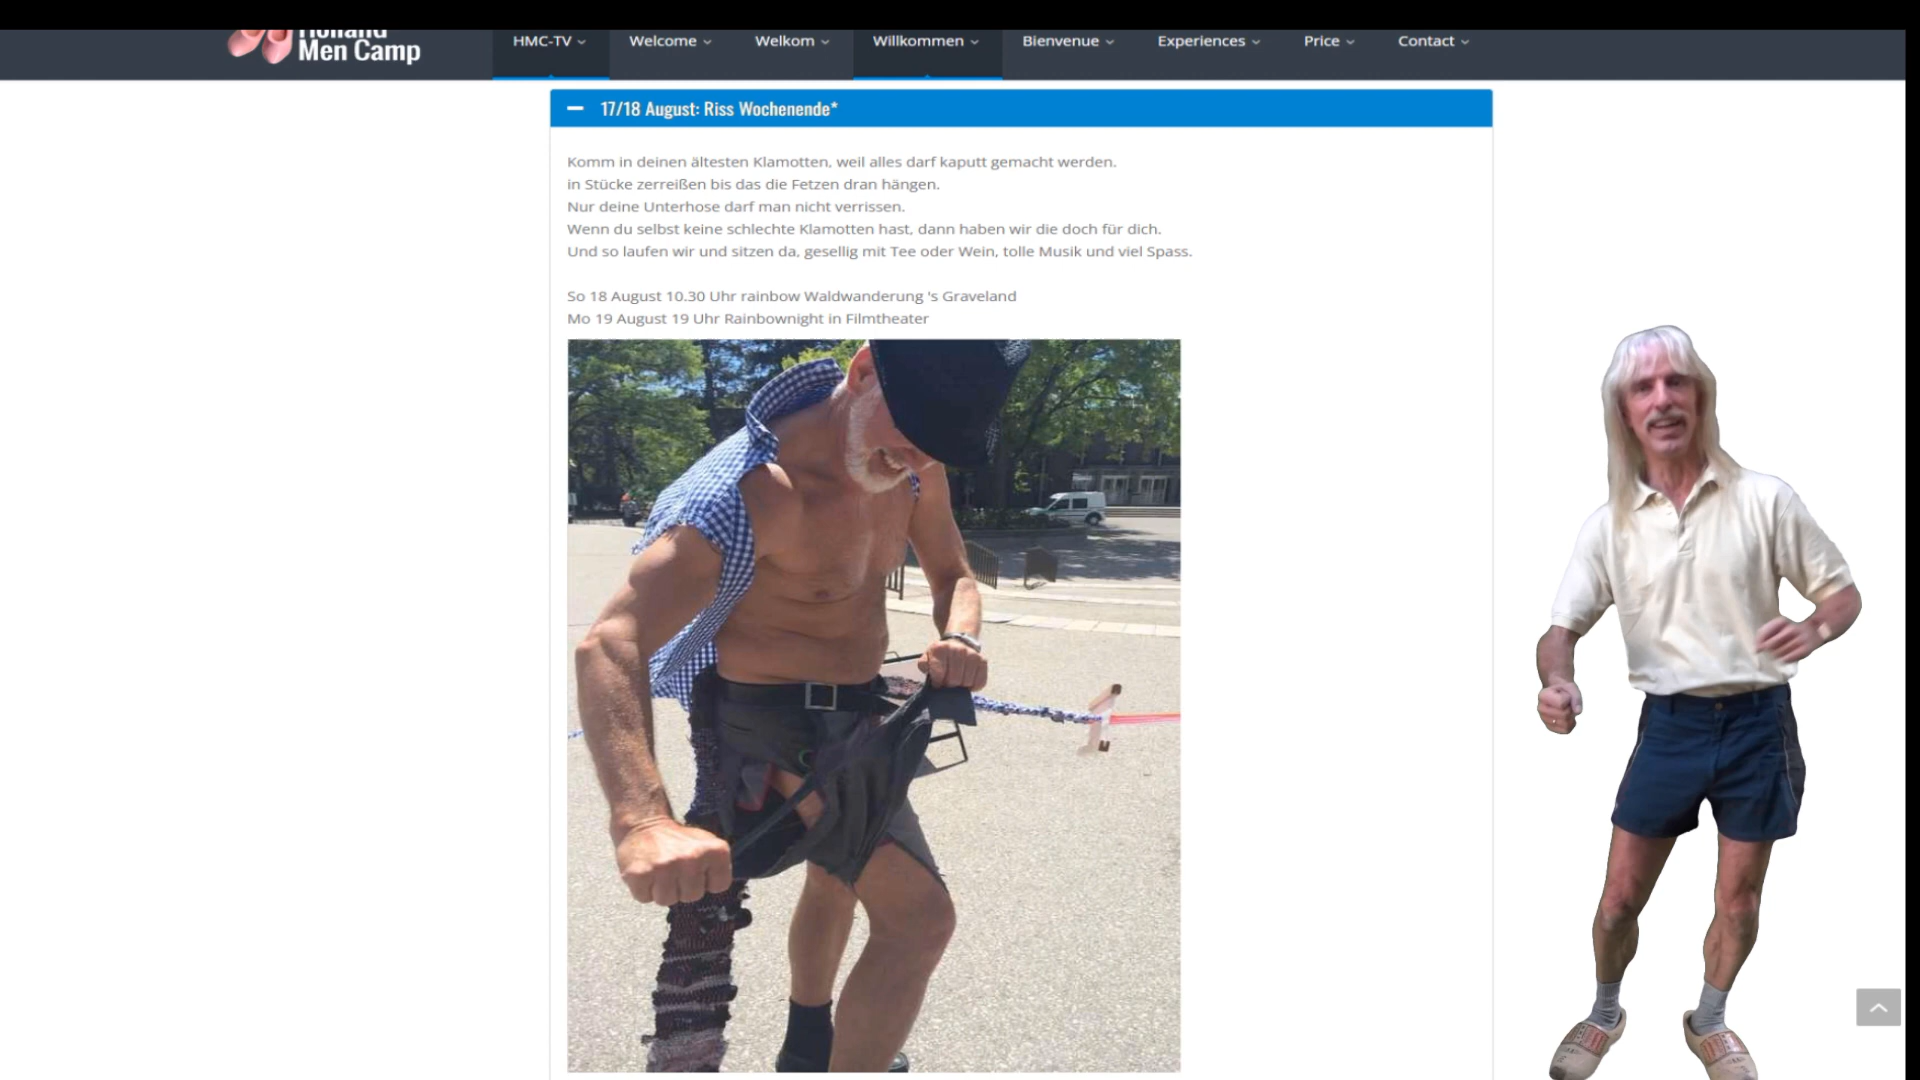 Holland
Men Camp
HMC-TV
Welcome
Welkom
Willkommen
Bienvenue
Experiences
Price
Contact
17/18 August: Riss Wochenende*
Komm in deinen ältesten Klamotten, weil alles darf kaputt gemacht werden.
in Stücke zerreißen bis das die Fetzen dran hängen.
Nur deine Unterhose darf man nicht verrissen.
Wenn du selbst keine schlechte Klamotten hast, dann haben wir die doch für dich.
Und so laufen wir und sitzen da, gesellig mit Tee oder Wein, tolle Musik und viel Spass.
So 18 August 10.30 Uhr rainbow Waldwanderung 's Graveland
Mo 19 August 19 Uhr Rainbownight in Filmtheater